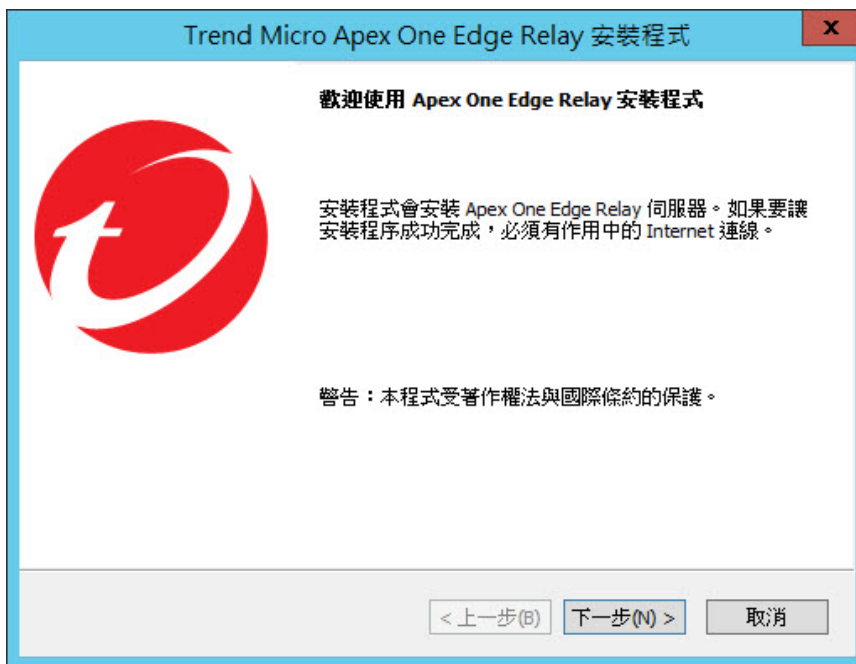 Trend Micro Apex One Edge Relay 安裝程式
歡迎使用 Apex One Edge Relay 安裝程式
安裝程式會安裝 Apex One Edge Relay 伺服器。如果要讓
安裝程序成功完成，必須有作用中的 Internet 連線。
警告：本程式受著作權法與國際條約的保護。
< 上一步(B) 下一步(N) > 取消